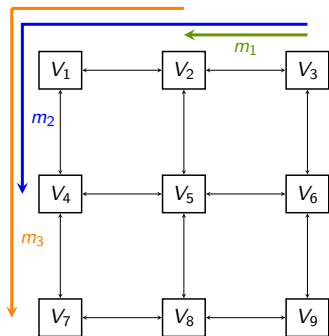 m₁
V₁ V₂ V₃
m₂
V₄ V₅ V₆
m₃
V₇ V₈ V₉